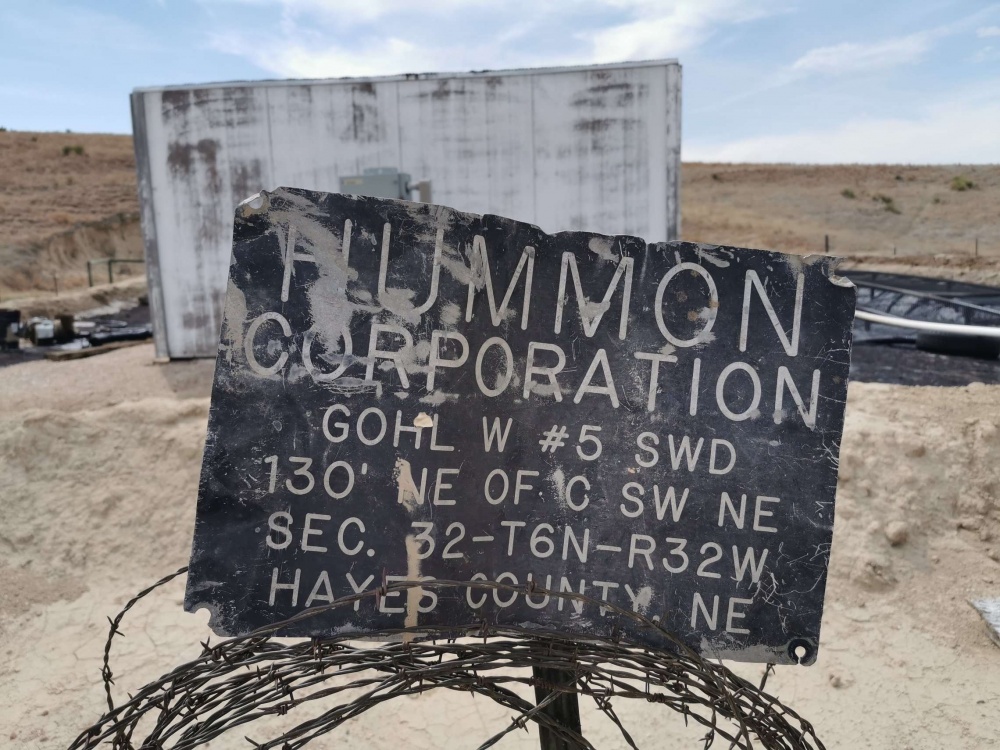 HUMMON
CORPORATION
GOHL W #5 SWD
130' NE OF C SW NE
SEC. 32-T6N-R32W
HAYES COUNTY NE